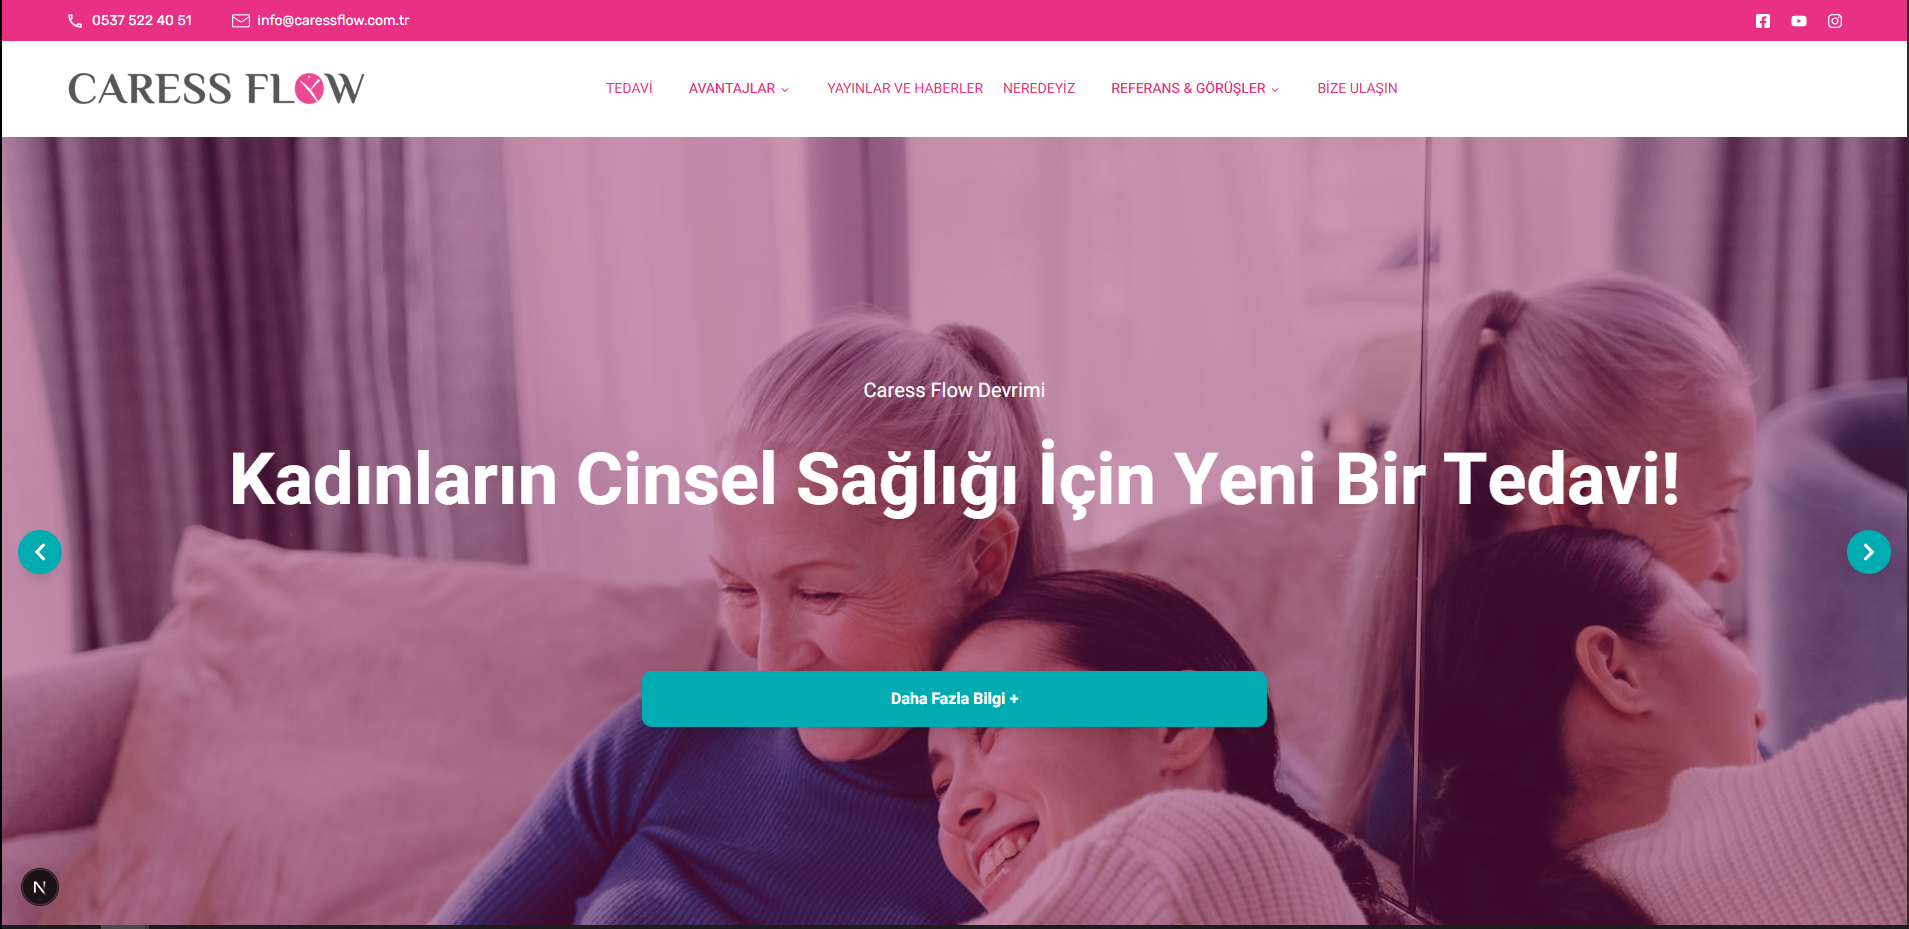 0537 522 40 51 info@caressflow.com.tr
CARESS FLOW
TEDAVİ AVANTAJLAR YAYINLAR VE HABERLER NEREDEYİZ REFERANS & GÖRÜŞLER BİZE ULAŞIN
Caress Flow Devrimi
Kadınların Cinsel Sağlığı İçin Yeni Bir Tedavi!
Daha Fazla Bilgi +
N